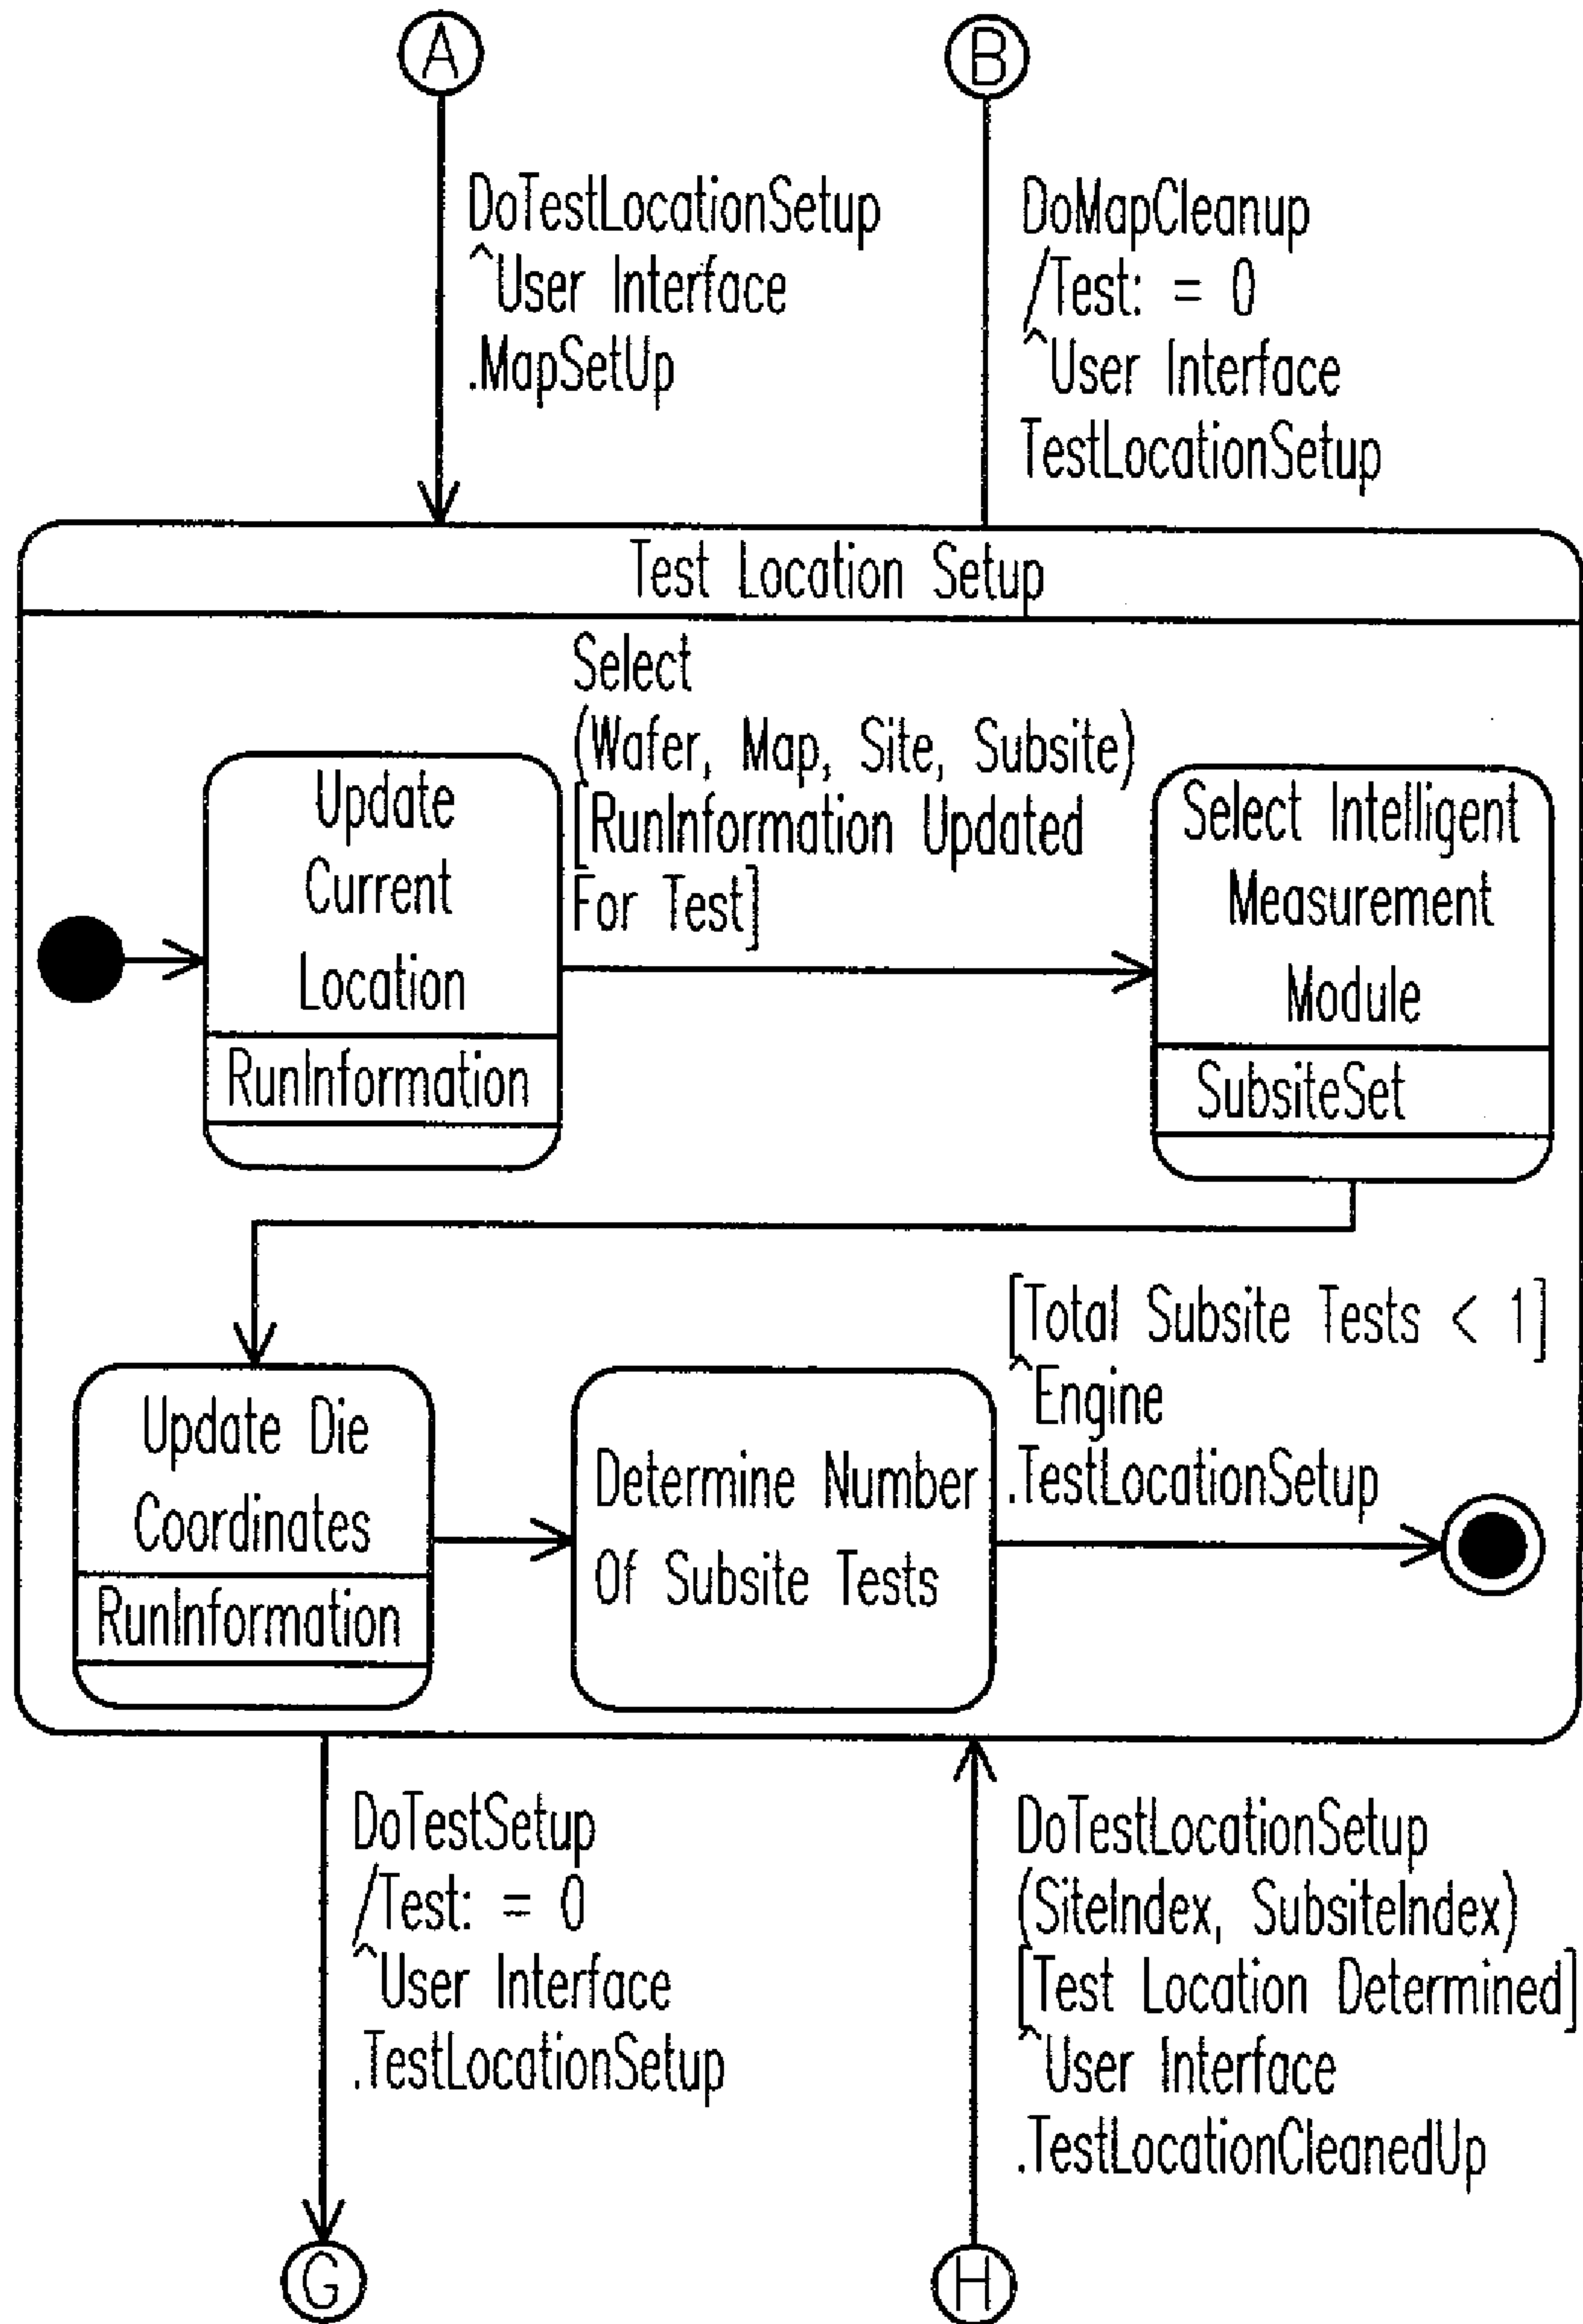 A
B
DoTestLocationSetup
^User Interface
.MapSetUp
DoMapCleanup
/Test: = 0
^User Interface
TestLocationSetup
Test Location Setup
Select
(Wafer, Map, Site, Subsite)
[RunInformation Updated
For Test]
Update
Current
Location
RunInformation
Select Intelligent
Measurement
Module
SubsiteSet
[Total Subsite Tests < 1]
^Engine
.TestLocationSetup
Update Die
Coordinates
RunInformation
Determine Number
Of Subsite Tests
DoTestSetup
/Test: = 0
^User Interface
.TestLocationSetup
DoTestLocationSetup
(SiteIndex, SubsiteIndex)
[Test Location Determined]
^User Interface
.TestLocationCleanedUp
G
H